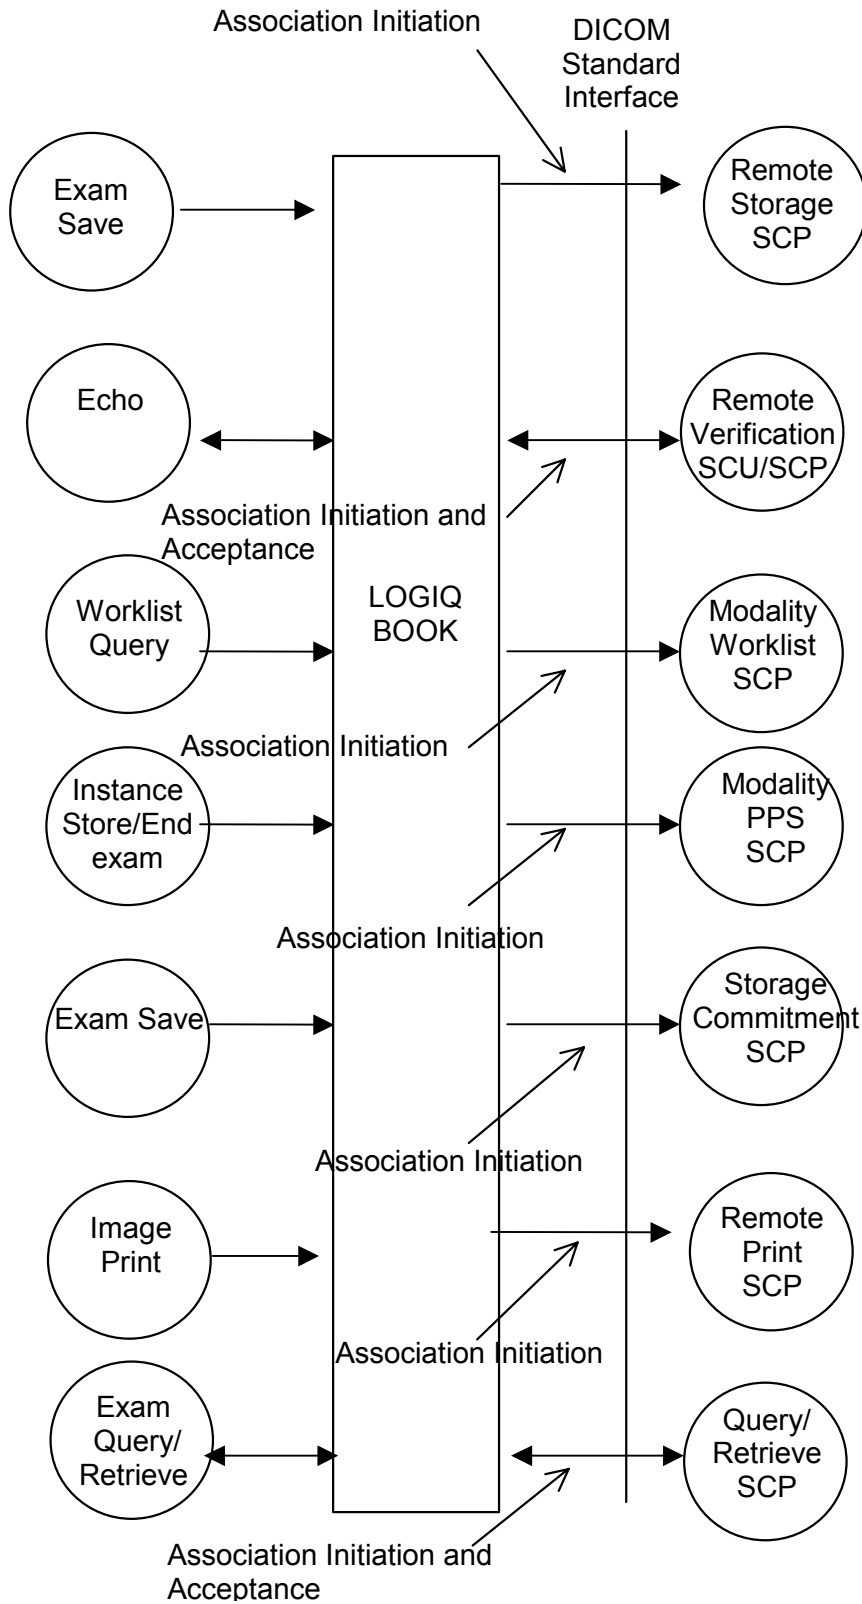 Association Initiation
DICOM
Standard
Interface
Exam
Save
Remote
Storage
SCP
Echo
Remote
Verification
SCU/SCP
Association Initiation and
Acceptance
Worklist
Query
LOGIQ
BOOK
Modality
Worklist
SCP
Association Initiation
Instance
Store/End
exam
Modality
PPS
SCP
Association Initiation
Exam Save
Storage
Commitment
SCP
Association Initiation
Image
Print
Remote
Print
SCP
Association Initiation
Exam
Query/
Retrieve
Query/
Retrieve
SCP
Association Initiation and
Acceptance